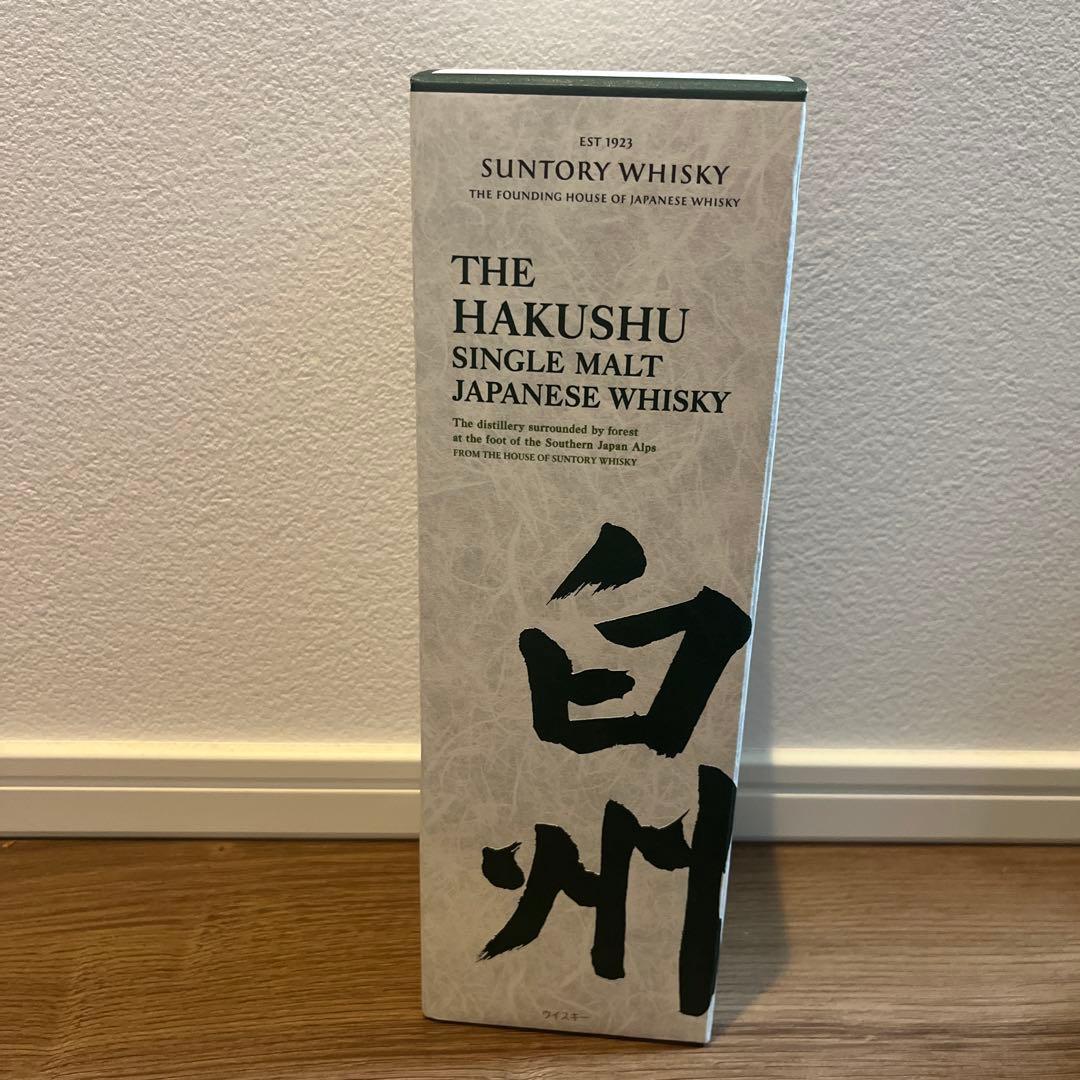 EST 1923
SUNTORY WHISKY
THE FOUNDING HOUSE OF JAPANESE WHISKY
THE
HAKUSHU
SINGLE MALT
JAPANESE WHISKY
The distillery surrounded by forest
at the foot of the Southern Japan Alps
FROM THE HOUSE OF SUNTORY WHISKY
白州
ウイスキー